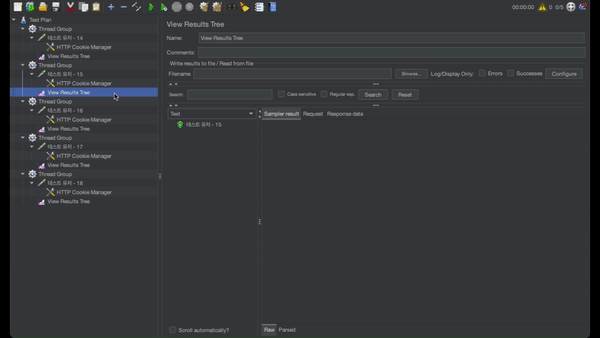 00:00:00 0 0/5
Test Plan
Thread Group
테스트 유저 - 14
HTTP Cookie Manager
View Results Tree
Thread Group
테스트 유저 - 15
HTTP Cookie Manager
View Results Tree
Thread Group
테스트 유저 - 16
HTTP Cookie Manager
View Results Tree
Thread Group
테스트 유저 - 17
HTTP Cookie Manager
View Results Tree
Thread Group
테스트 유저 - 18
HTTP Cookie Manager
View Results Tree
View Results Tree
Name: View Results Tree
Comments:
Write results to file / Read from file
Filename Browse... Log/Display Only: Errors Successes Configure
Search: Case sensitive Regular exp. Search Reset
Text
테스트 유저 - 15
Sampler result Request Response data
Scroll automatically?
Raw Parsed